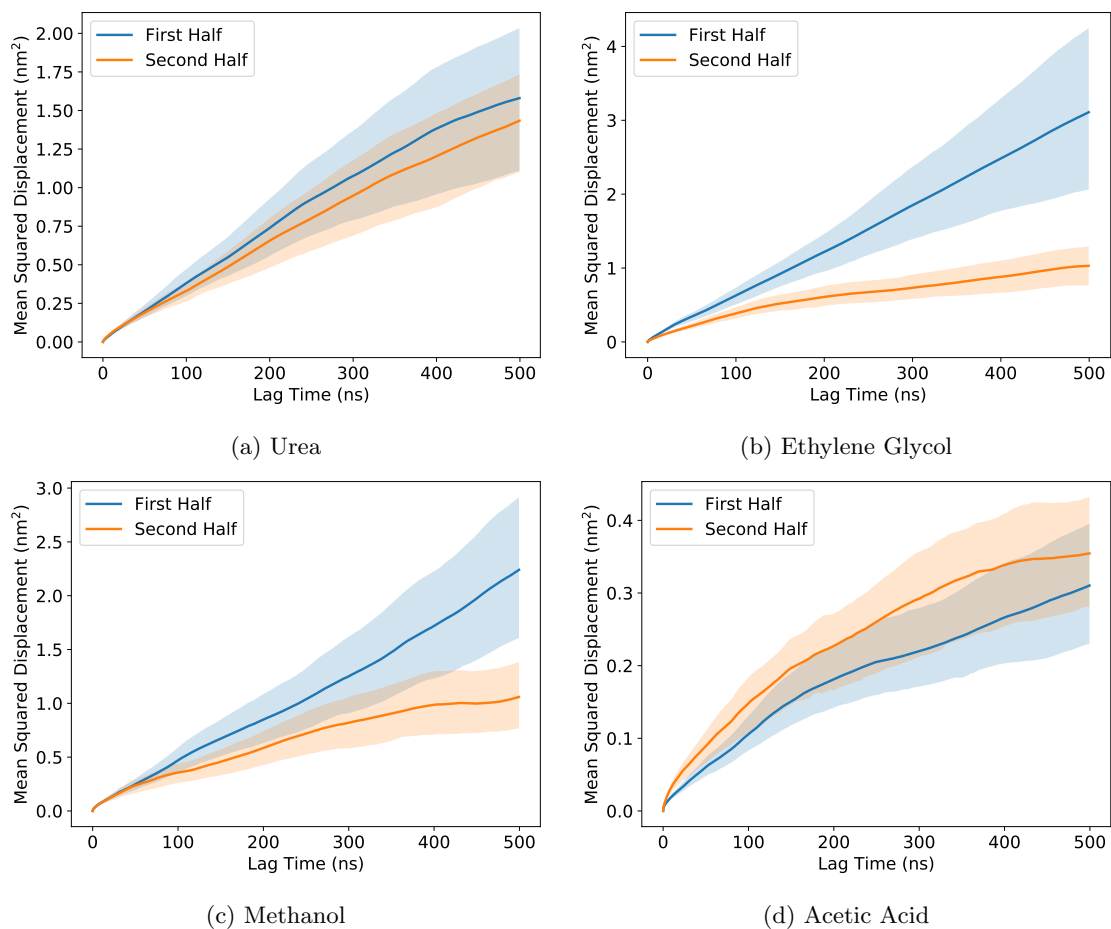 First Half
Second Half
Mean Squared Displacement (nm²)
2.00
1.75
1.50
1.25
1.00
0.75
0.50
0.25
0.00
0 100 200 300 400 500
Lag Time (ns)
(a) Urea
First Half
Second Half
Mean Squared Displacement (nm²)
4
3
2
1
0
0 100 200 300 400 500
Lag Time (ns)
(b) Ethylene Glycol
First Half
Second Half
Mean Squared Displacement (nm²)
3.0
2.5
2.0
1.5
1.0
0.5
0.0
0 100 200 300 400 500
Lag Time (ns)
(c) Methanol
First Half
Second Half
Mean Squared Displacement (nm²)
0.4
0.3
0.2
0.1
0.0
0 100 200 300 400 500
Lag Time (ns)
(d) Acetic Acid